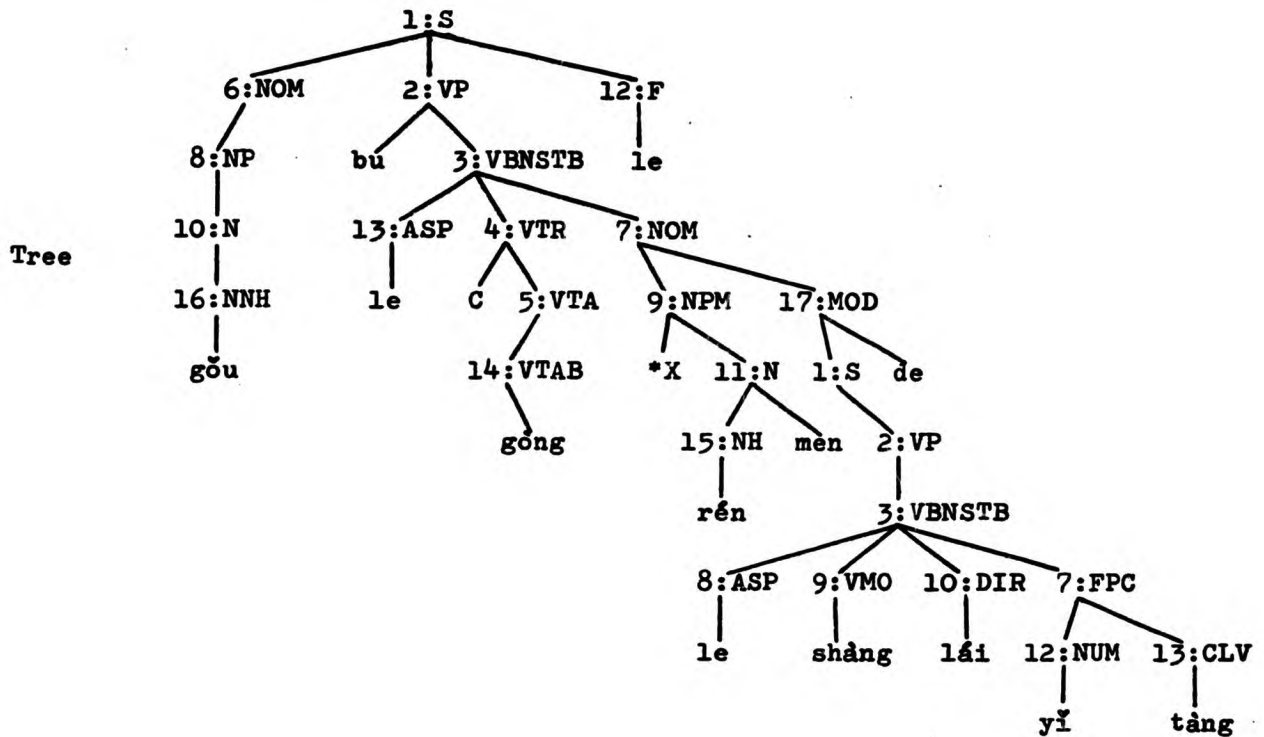 1:S
6:NOM 2:VP 12:F
8:NP bù 3:VBNSTB le
10:N 13:ASP 4:VTR 7:NOM
Tree
16:NNH le C 5:VTA 9:NPM 17:MOD
gǒu 14:VTAB *X 11:N 1:S de
gōng 15:NH men 2:VP
rén 3:VBNSTB
8:ASP 9:VMO 10:DIR 7:FPC
le shàng lái 12:NUM 13:CLV
yī tàng